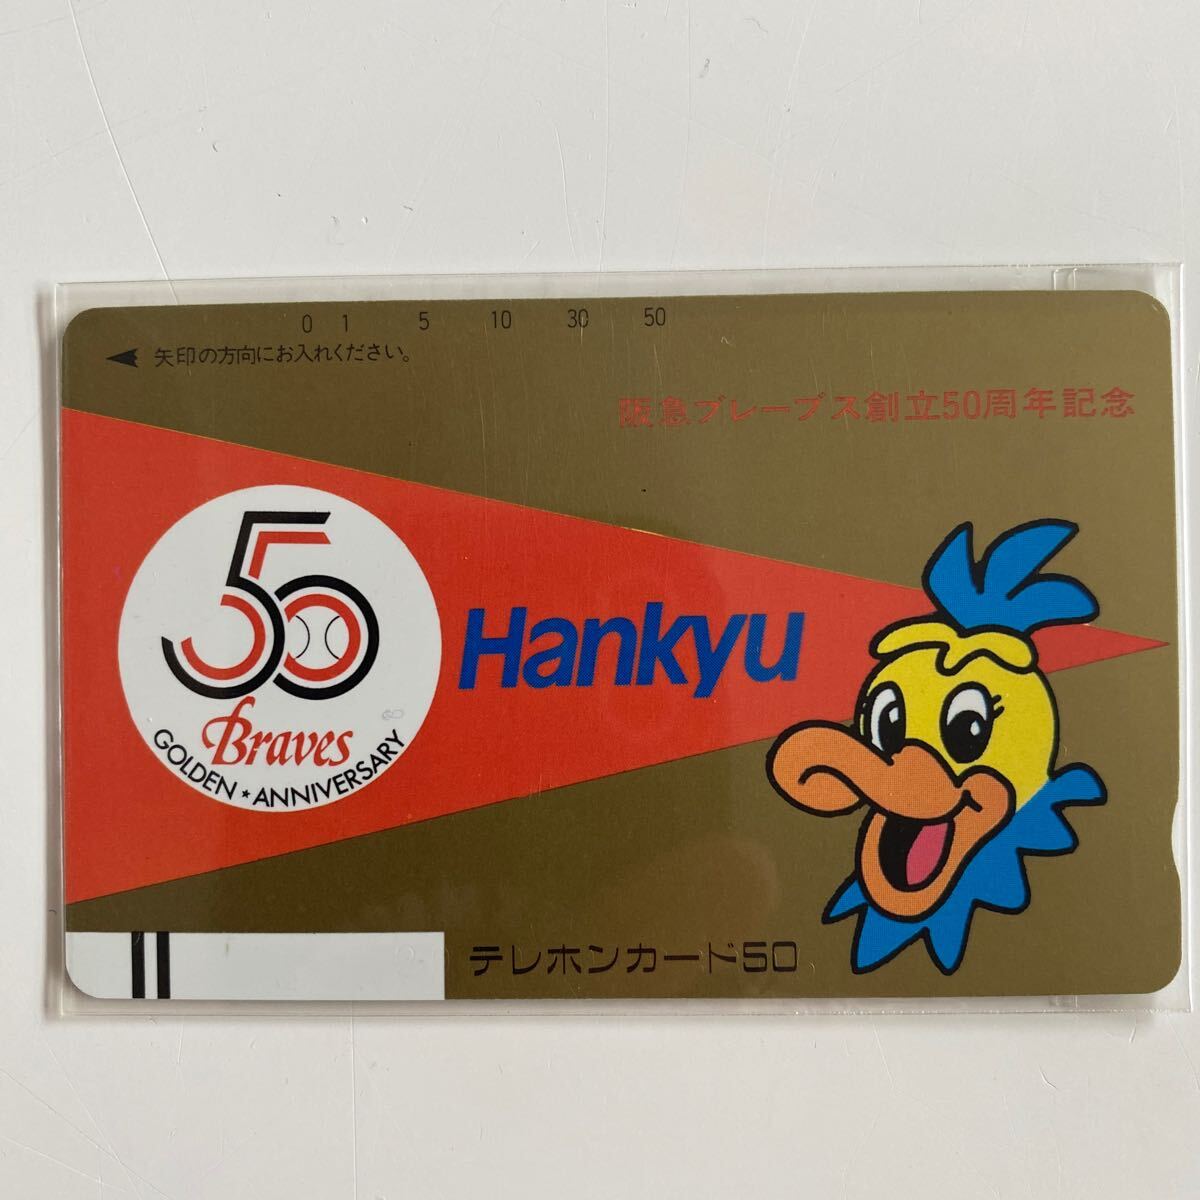 0 1 5 10 30 50
矢印の方向にお入れください。
阪急ブレーブス創立50周年記念
50
Braves
GOLDEN★ANNIVERSARY
Hankyu
テレホンカード50